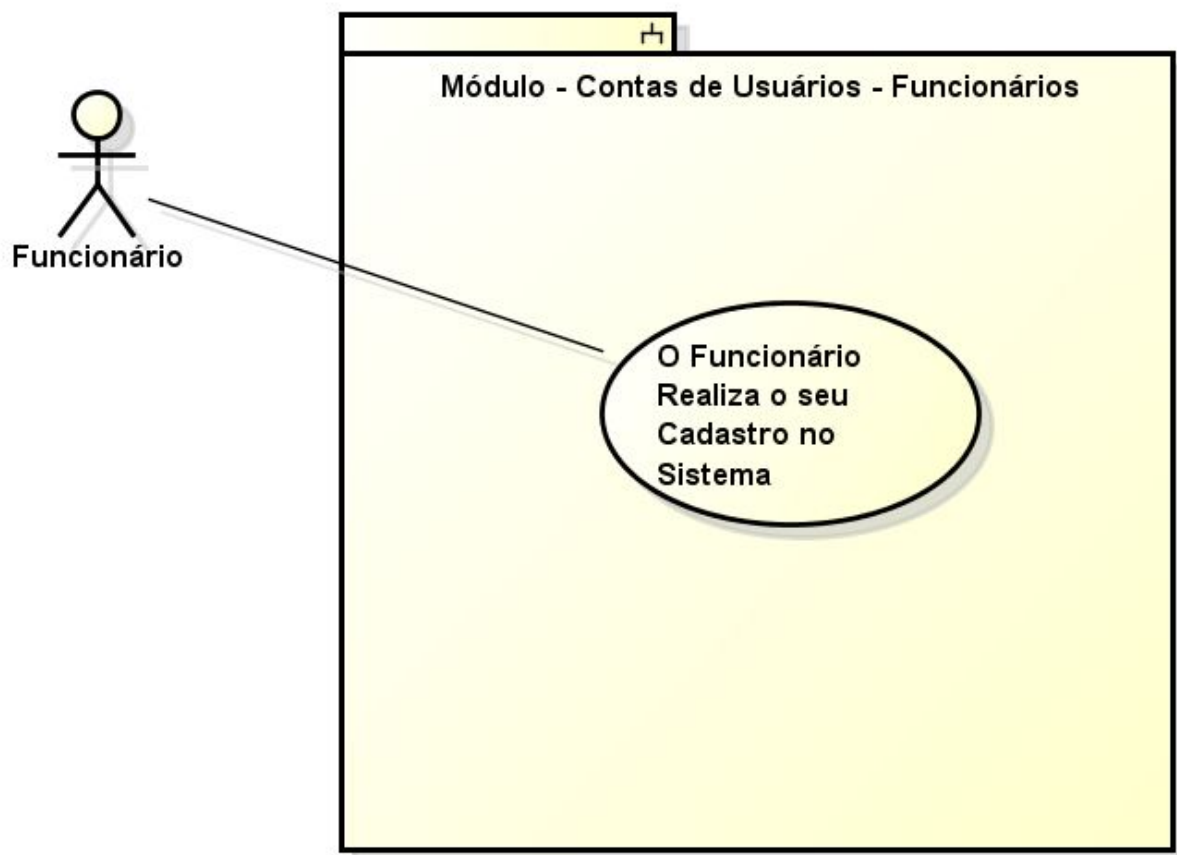 Módulo - Contas de Usuários - Funcionários
Funcionário
O Funcionário
Realiza o seu
Cadastro no
Sistema